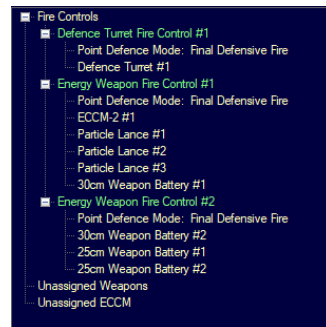 Fire Controls
Defence Turret Fire Control #1
Point Defence Mode: Final Defensive Fire
Defence Turret #1
Energy Weapon Fire Control #1
Point Defence Mode: Final Defensive Fire
ECCM-2 #1
Particle Lance #1
Particle Lance #2
Particle Lance #3
30cm Weapon Battery #1
Energy Weapon Fire Control #2
Point Defence Mode: Final Defensive Fire
30cm Weapon Battery #2
25cm Weapon Battery #1
25cm Weapon Battery #2
Unassigned Weapons
Unassigned ECCM